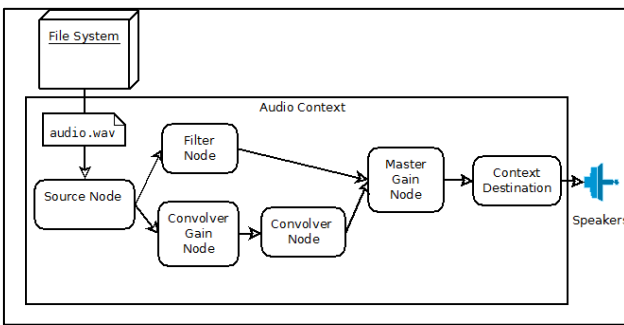 File System
Audio Context
audio.wav
Filter
Node
Source Node
Convolver
Gain
Node
Convolver
Node
Master
Gain
Node
Context
Destination
Speakers